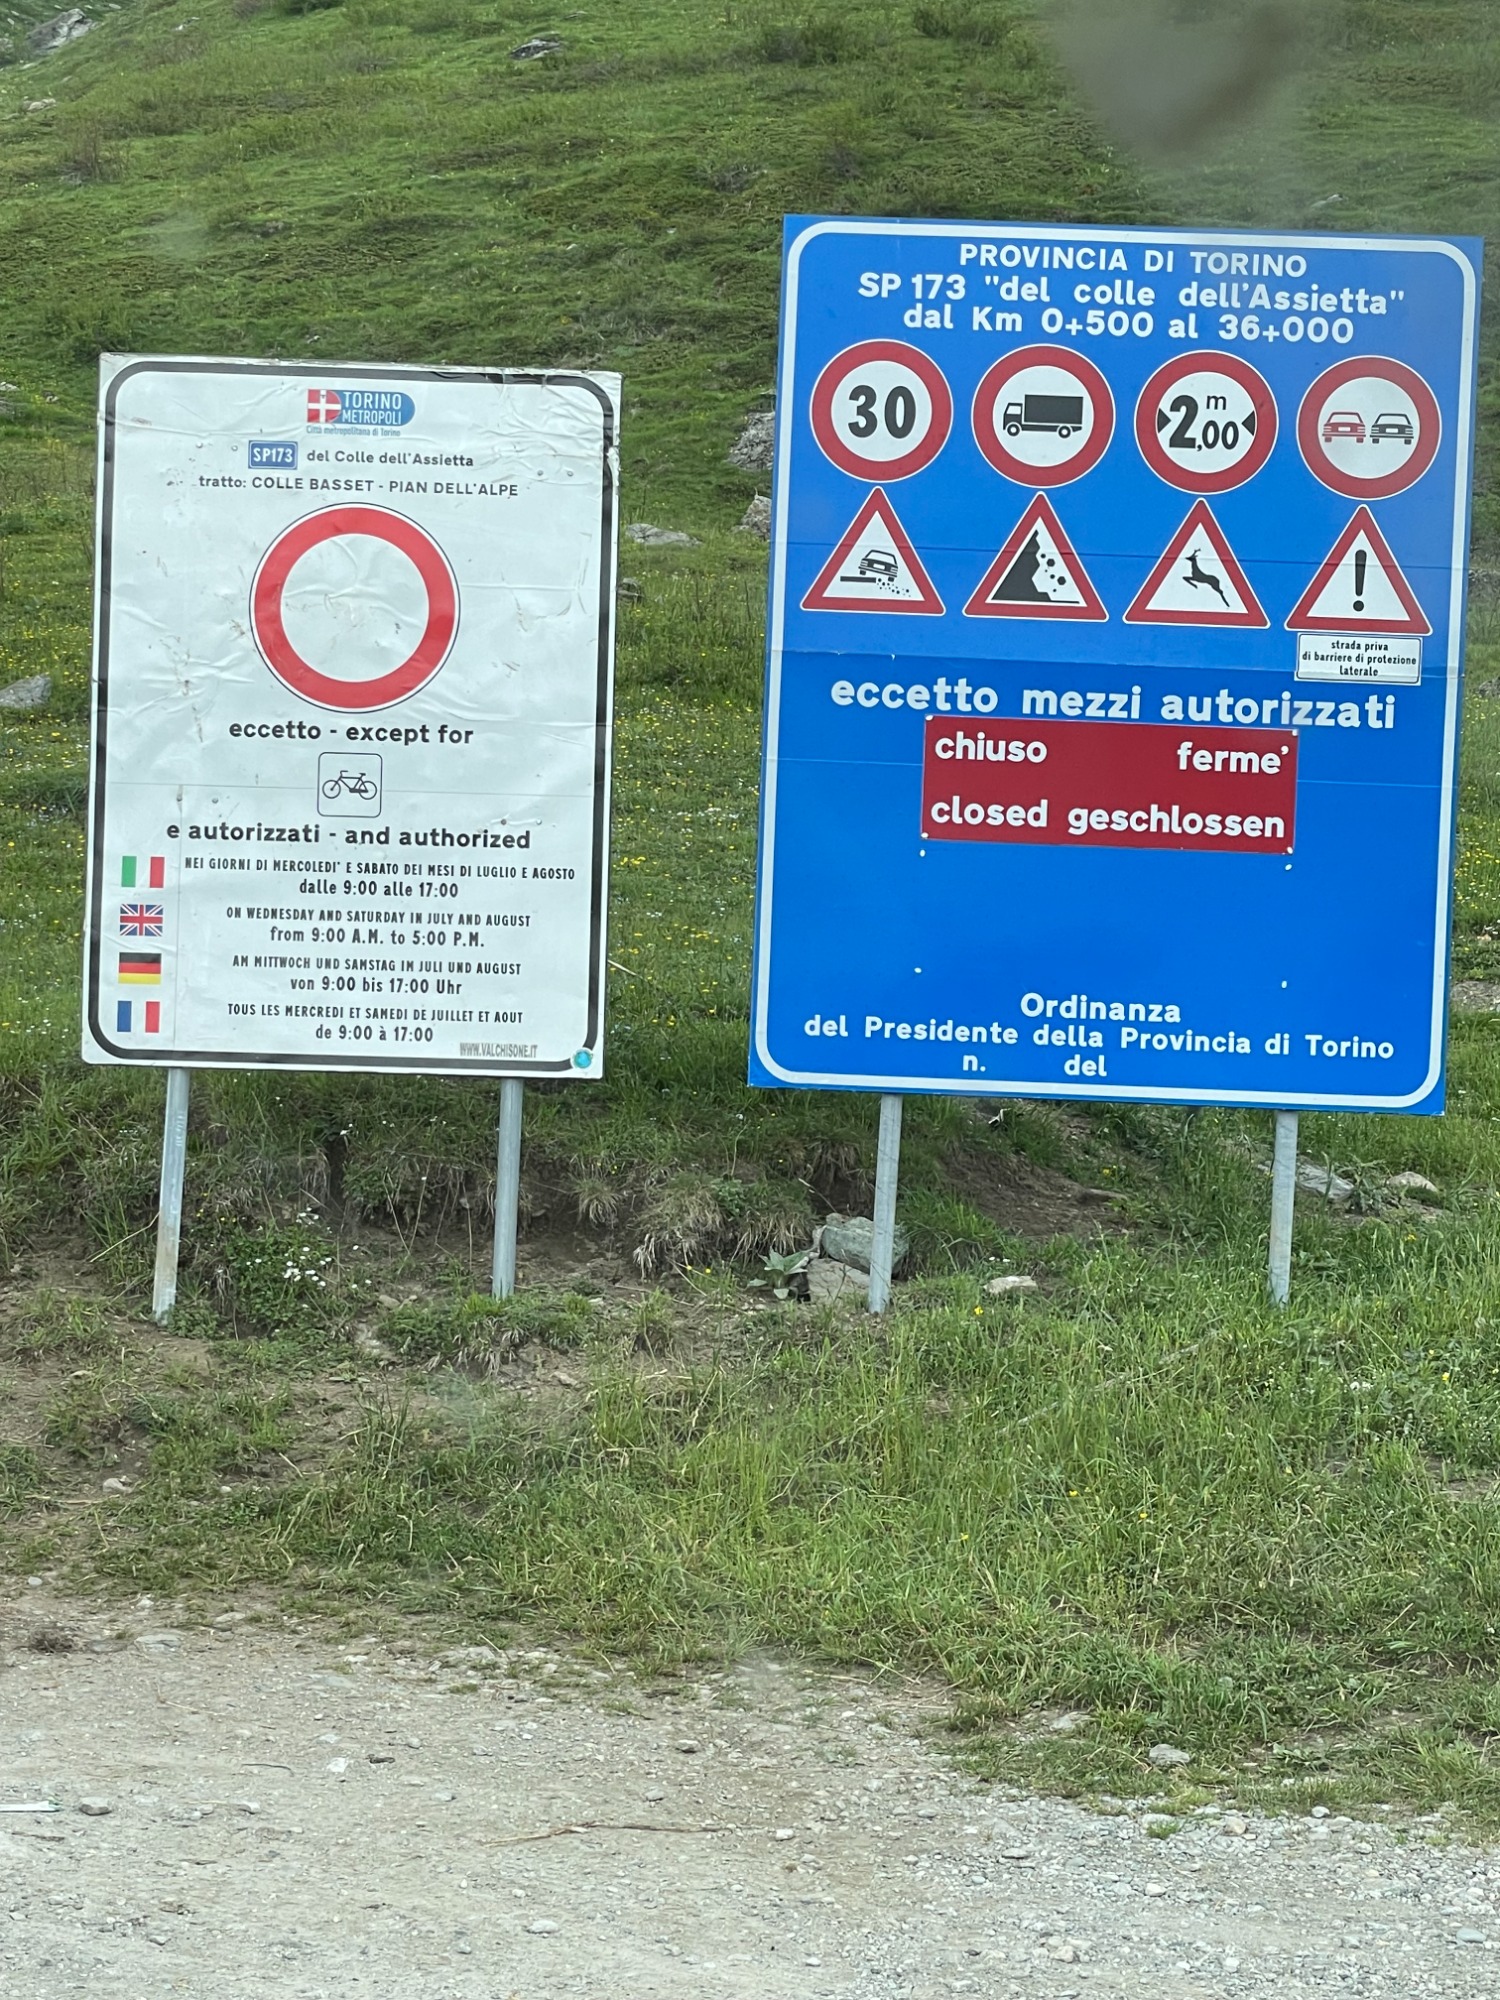 TORINO
METROPOLI
Città metropolitana di Torino
SP173 del Colle dell'Assietta
tratto: COLLE BASSET - PIAN DELL'ALPE
eccetto - except for
e autorizzati - and authorized
NEI GIORNI DI MERCOLEDI' E SABATO DEI MESI DI LUGLIO E AGOSTO
dalle 9:00 alle 17:00
ON WEDNESDAY AND SATURDAY IN JULY AND AUGUST
from 9:00 A.M. to 5:00 P.M.
AM MITTWOCH UND SAMSTAG IM JULI UND AUGUST
von 9:00 bis 17:00 Uhr
TOUS LES MERCREDI ET SAMEDI DE JUILLET ET AOUT
de 9:00 à 17:00
WWW.VALCHISONE.IT
PROVINCIA DI TORINO
SP 173 "del colle dell'Assietta"
dal Km 0+500 al 36+000
30
m
2,00
!
strada priva
di barriere di protezione
laterale
eccetto mezzi autorizzati
chiuso ferme'
closed geschlossen
Ordinanza
del Presidente della Provincia di Torino
n. del